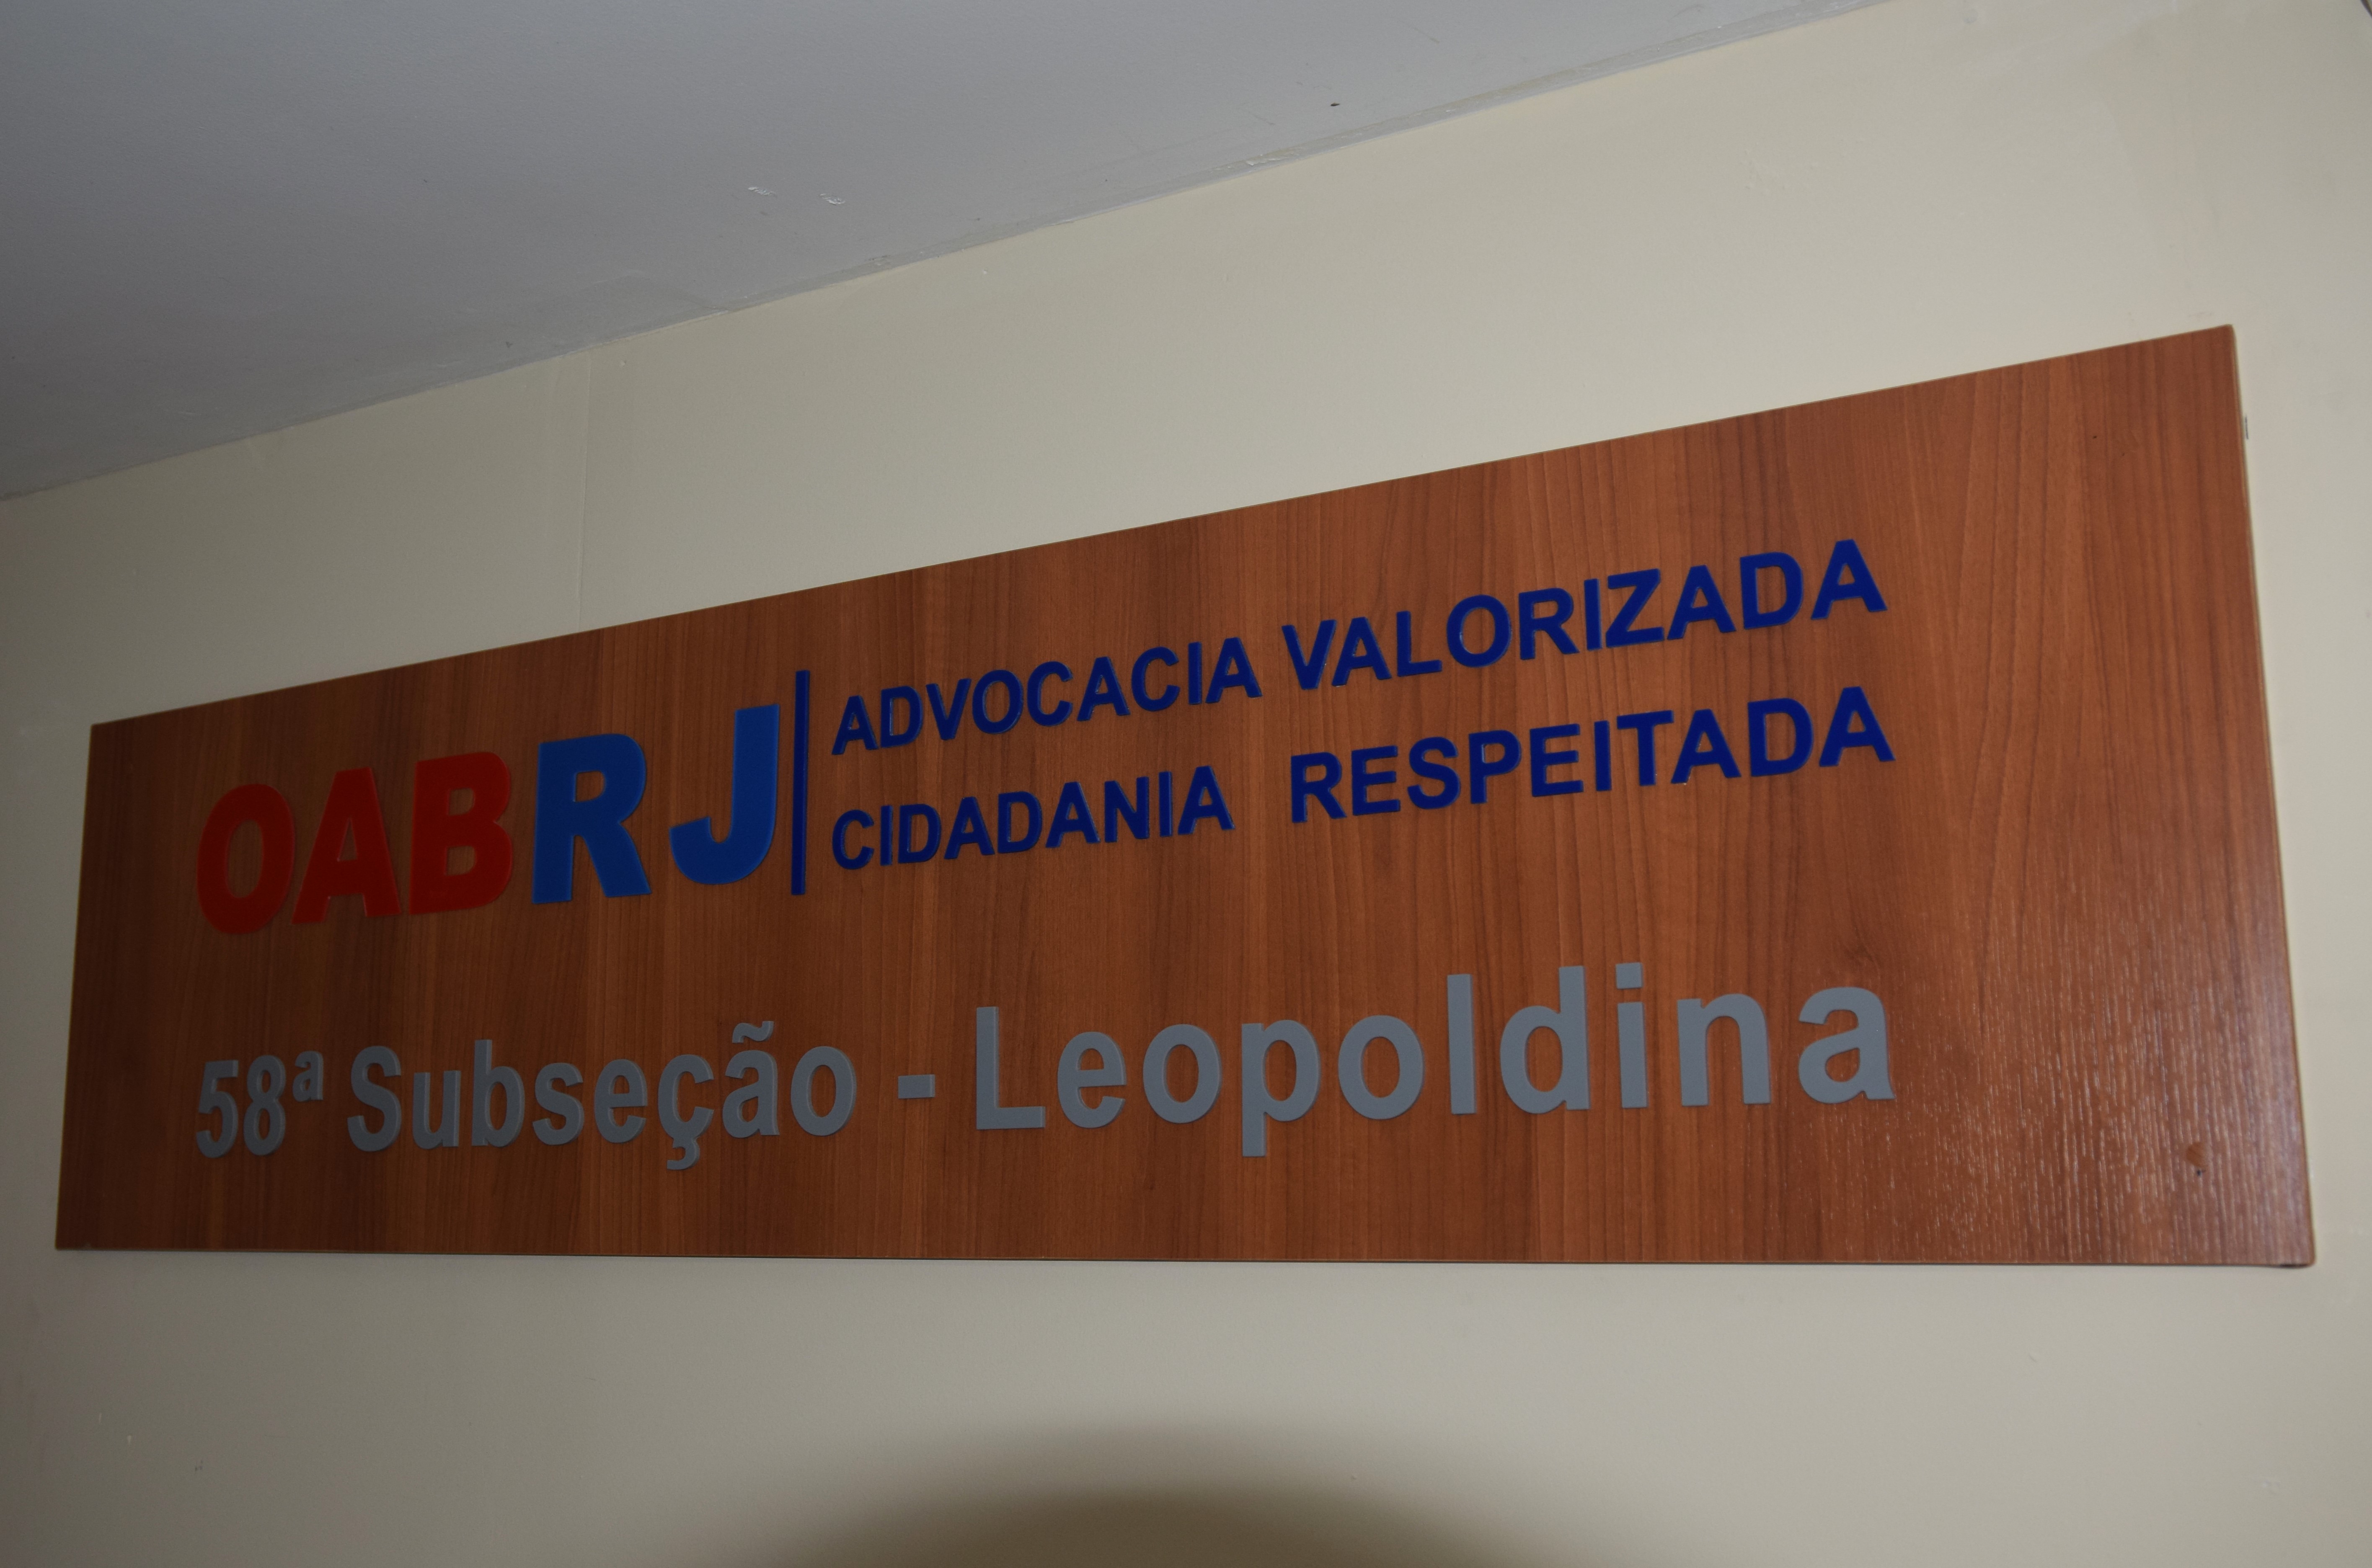 OABRJ
ADVOCACIA VALORIZADA
CIDADANIA RESPEITADA
58ª Subseção - Leopoldina